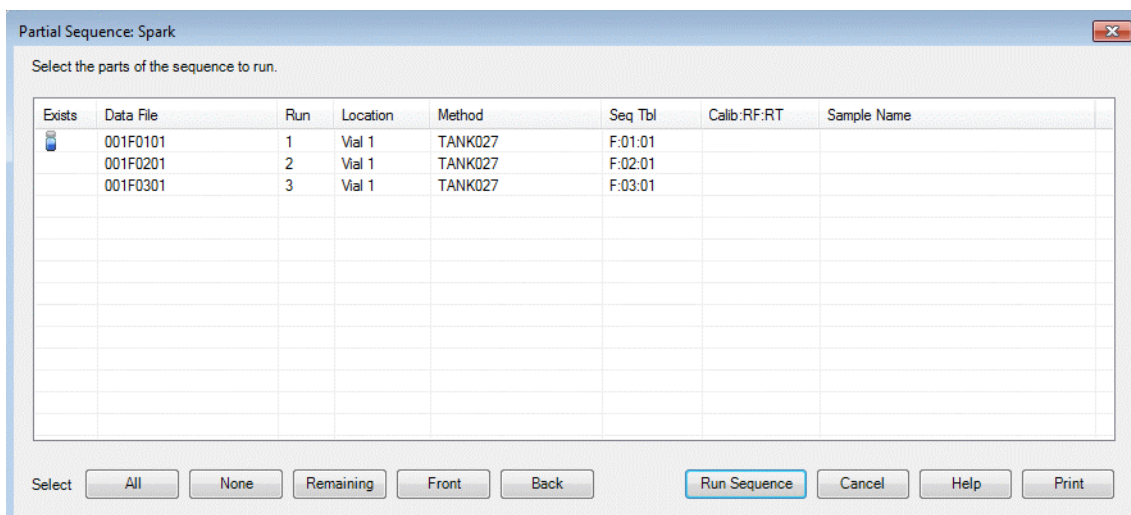 Partial Sequence: Spark
Select the parts of the sequence to run.
Exists Data File Run Location Method Seq Tbl Calib:RF:RT Sample Name
001F0101 1 Vial 1 TANK027 F:01:01
001F0201 2 Vial 1 TANK027 F:02:01
001F0301 3 Vial 1 TANK027 F:03:01
Select All None Remaining Front Back Run Sequence Cancel Help Print